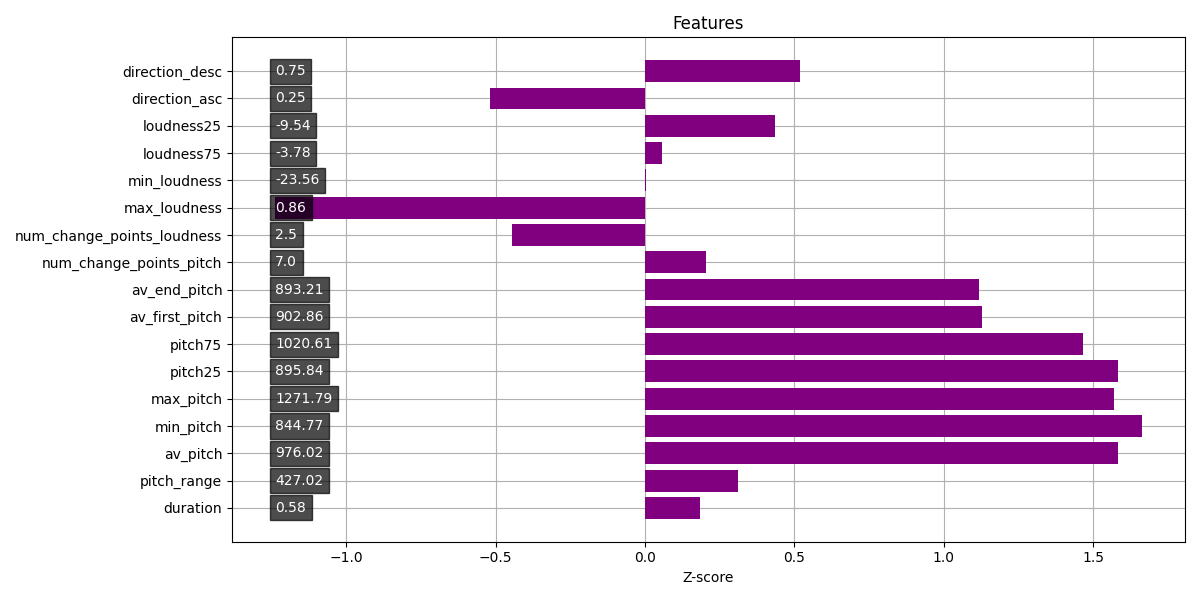 Features
direction_desc 0.75
direction_asc 0.25
loudness25 -9.54
loudness75 -3.78
min_loudness -23.56
max_loudness 0.86
num_change_points_loudness 2.5
num_change_points_pitch 7.0
av_end_pitch 893.21
av_first_pitch 902.86
pitch75 1020.61
pitch25 895.84
max_pitch 1271.79
min_pitch 844.77
av_pitch 976.02
pitch_range 427.02
duration 0.58
−1.0 −0.5 0.0 0.5 1.0 1.5
Z-score